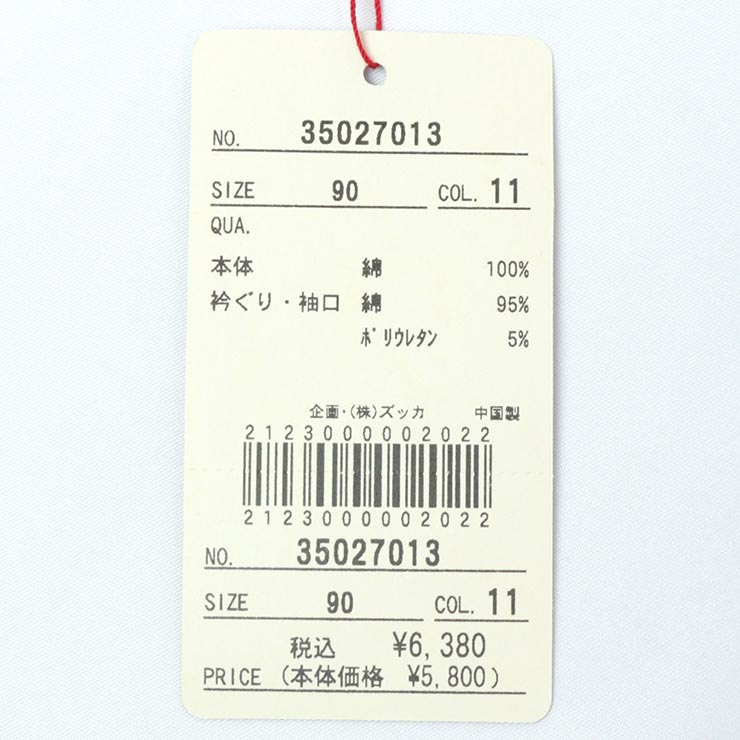 NO. 35027013
SIZE 90 COL. 11
QUA.
本体 綿 100%
衿ぐり・袖口 綿 95%
ﾎﾟﾘｳﾚﾀﾝ 5%
企画・(株)ズッカ 中国製
2123000002022
2123000002022
NO. 35027013
SIZE 90 COL. 11
税込 ¥6,380
PRICE (本体価格 ¥5,800)